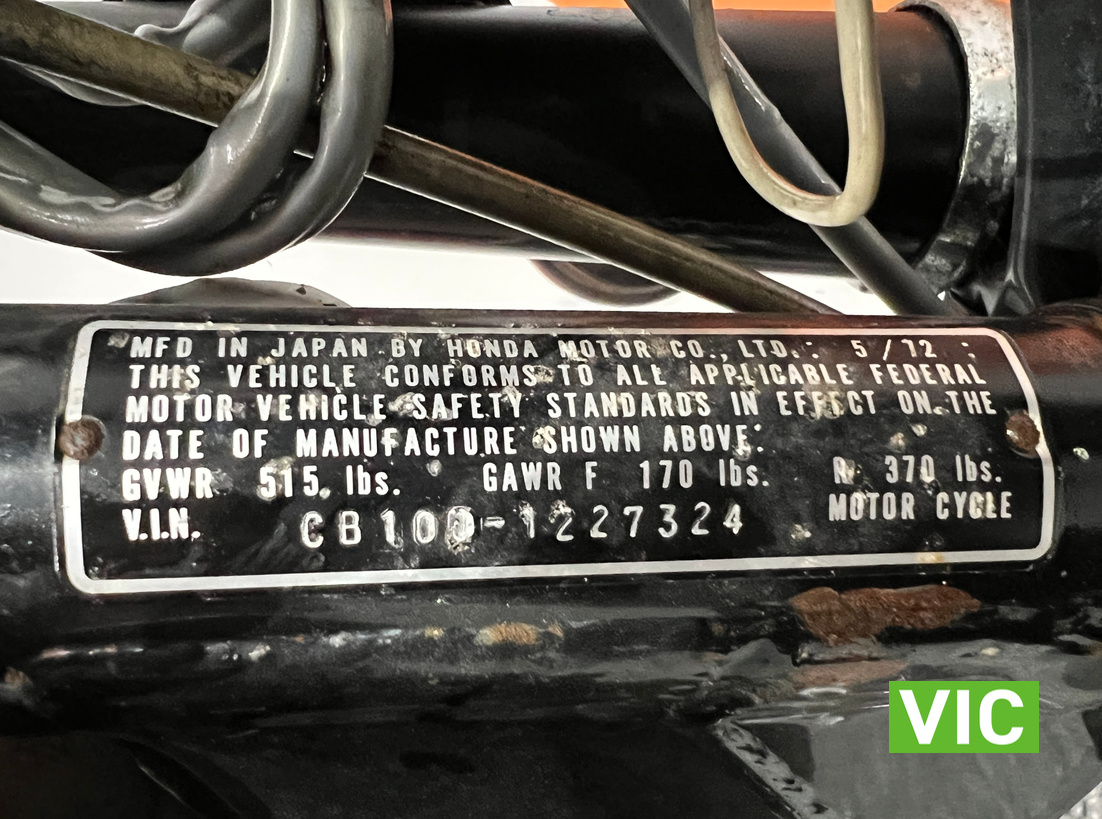 MFD IN JAPAN BY HONDA MOTOR CO., LTD.: 5/72 :
THIS VEHICLE CONFORMS TO ALL APPLICABLE FEDERAL
MOTOR VEHICLE SAFETY STANDARDS IN EFFECT ON THE
DATE OF MANUFACTURE SHOWN ABOVE:
GVWR 515 lbs. GAWR F 170 lbs. R 370 lbs.
V.I.N. CB100-1227324 MOTOR CYCLE
VIC